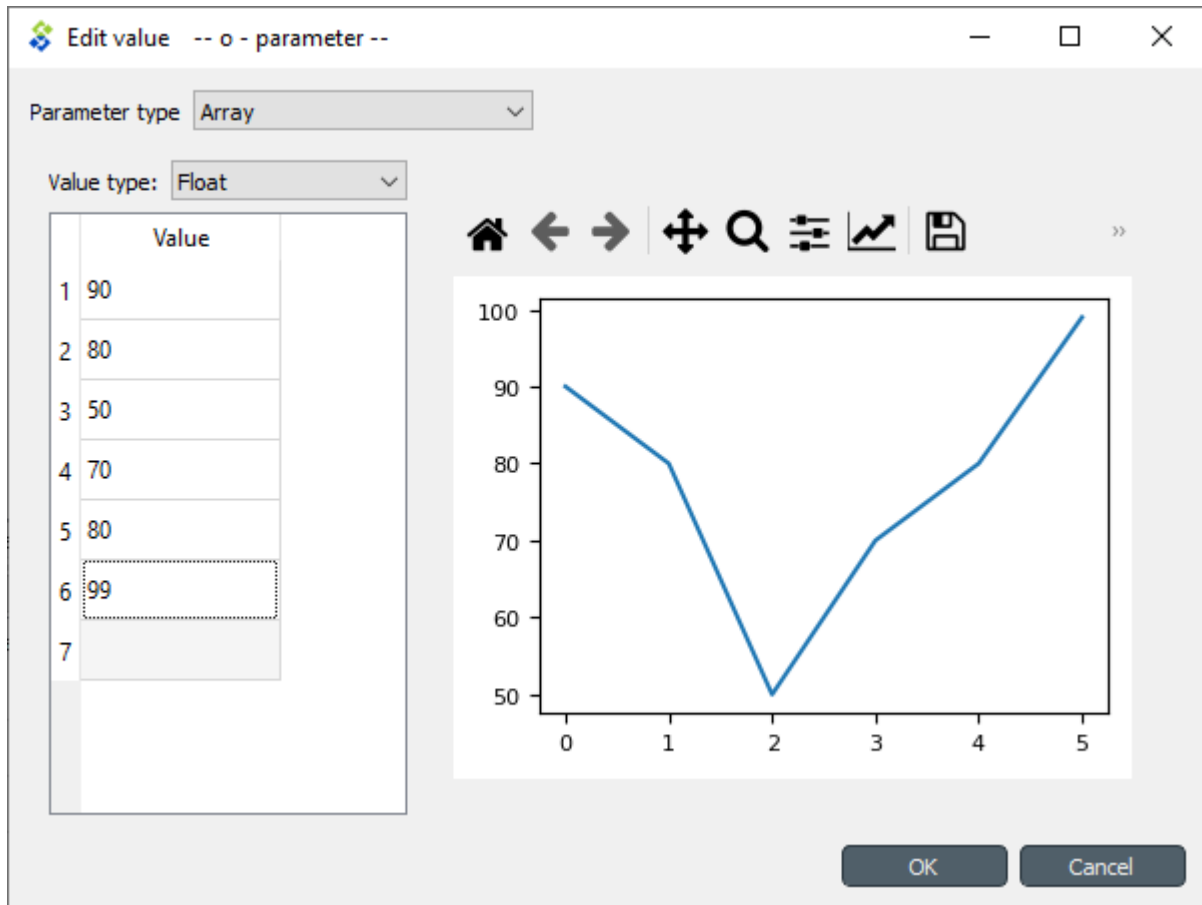 Edit value -- o - parameter --
Parameter type Array
Value type: Float
Value
1 90
2 80
3 50
4 70
5 80
6 99
7
»
100
90
80
70
60
50
0 1 2 3 4 5
OK Cancel